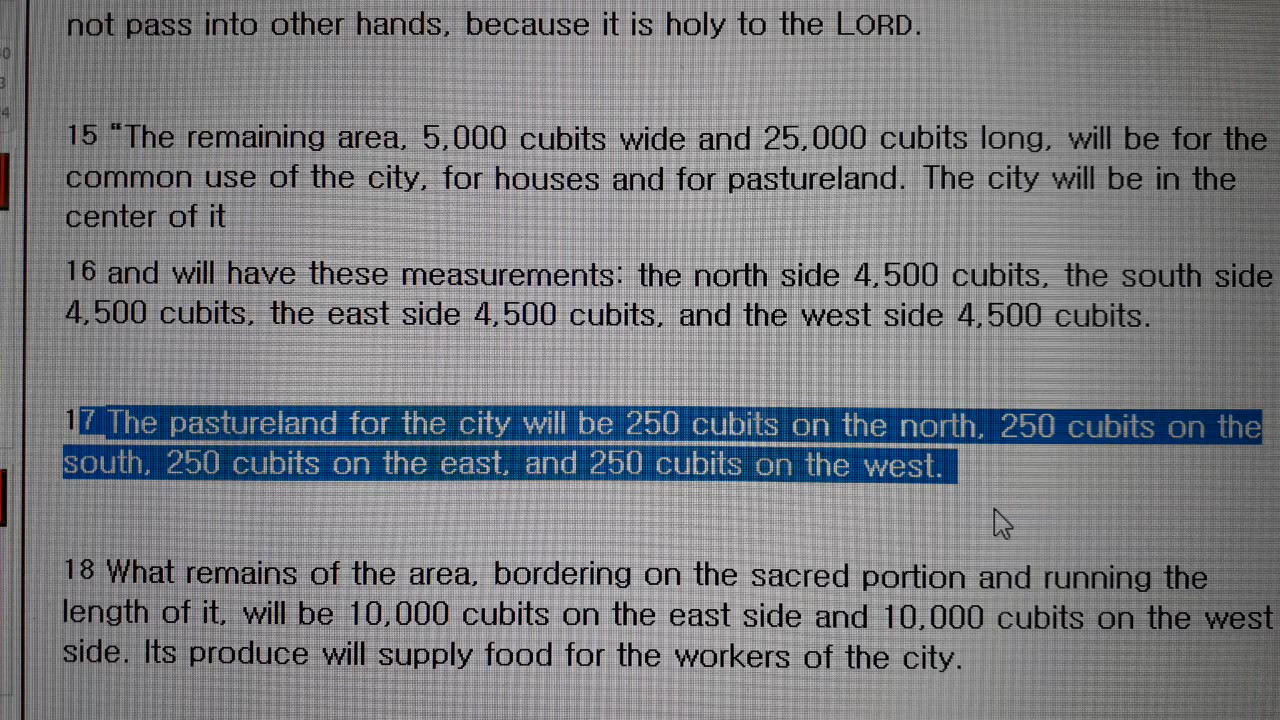 not pass into other hands, because it is holy to the LORD.
15 "The remaining area, 5,000 cubits wide and 25,000 cubits long, will be for the
common use of the city, for houses and for pastureland. The city will be in the
center of it
16 and will have these measurements: the north side 4,500 cubits, the south side
4,500 cubits, the east side 4,500 cubits, and the west side 4,500 cubits.
17 The pastureland for the city will be 250 cubits on the north, 250 cubits on the
south, 250 cubits on the east, and 250 cubits on the west.
18 What remains of the area, bordering on the sacred portion and running the
length of it, will be 10,000 cubits on the east side and 10,000 cubits on the west
side. Its produce will supply food for the workers of the city.